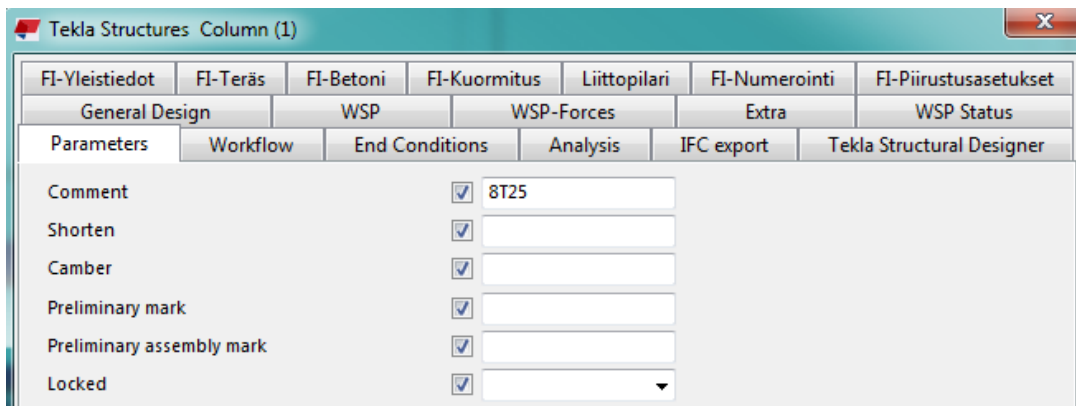 Tekla Structures Column (1)
FI-Yleistiedot FI-Teräs FI-Betoni FI-Kuormitus Liittopilari FI-Numerointi FI-Piirustusasetukset
General Design WSP WSP-Forces Extra WSP Status
Parameters Workflow End Conditions Analysis IFC export Tekla Structural Designer
Comment 8T25
Shorten
Camber
Preliminary mark
Preliminary assembly mark
Locked